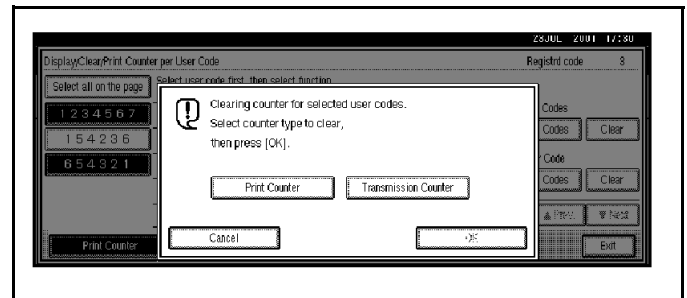 23JUL 2001 17:30
Display/Clear/Print Counter per User Code
Registrd code 3
Select all on the page
Select user code first, then select function.
1234567
154236
654321
Clearing counter for selected user codes.
Select counter type to clear,
then press [OK].
Print Counter
Transmission Counter
Cancel
OK
Codes
Codes
Clear
Code
Codes
Clear
▲ Prev.
▼ Next
Print Counter
Exit